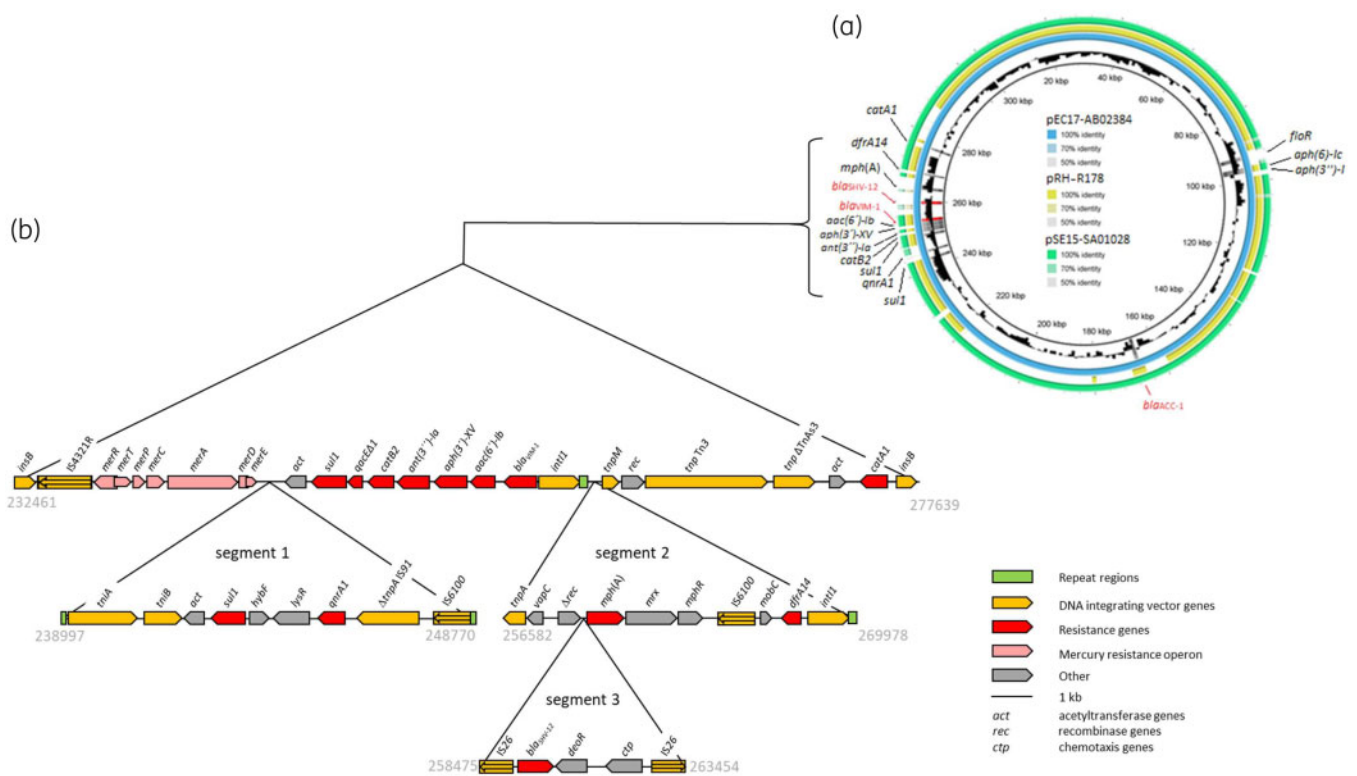 (a)
(b)
20 kbp
40 kbp
60 kbp
80 kbp
100 kbp
120 kbp
140 kbp
160 kbp
180 kbp
200 kbp
220 kbp
240 kbp
260 kbp
280 kbp
300 kbp
pEC17-AB02384
100% identity
70% identity
50% identity
pRH-R178
100% identity
70% identity
50% identity
pSE15-SA01028
100% identity
70% identity
50% identity
catA1
dfrA14
mph(A)
blaSHV-12
blaVIM-1
aac(6´)-Ib
aph(3´)-XV
ant(3´´)-Ia
catB2
sul1
qnrA1
sul1
floR
aph(6)-Ic
aph(3'')-I
blaACC-1
insB IS4321R merR merT merP merC merA merD merE act sul1 qacEΔ1 catB2 ant(3´´)-Ia aph(3´)-XV aac(6´)-Ib blaVIM-1 intI1 tnpM rec tnp Tn3 tnp ΔTnAs3 act catA1 insB
232461 277639
segment 1
tniA tniB act sul1 hybF lysR qnrA1 ΔtnpA IS91 IS6100
238997 248770
segment 2
tnpA vapC Δrec mph(A) mrx mphR IS6100 mobC dfrA14 intI1
256582 269978
segment 3
IS26 blaSHV-12 deoR ctp IS26
258475 263454
Repeat regions
DNA integrating vector genes
Resistance genes
Mercury resistance operon
Other
1 kb
act acetyltransferase genes
rec recombinase genes
ctp chemotaxis genes